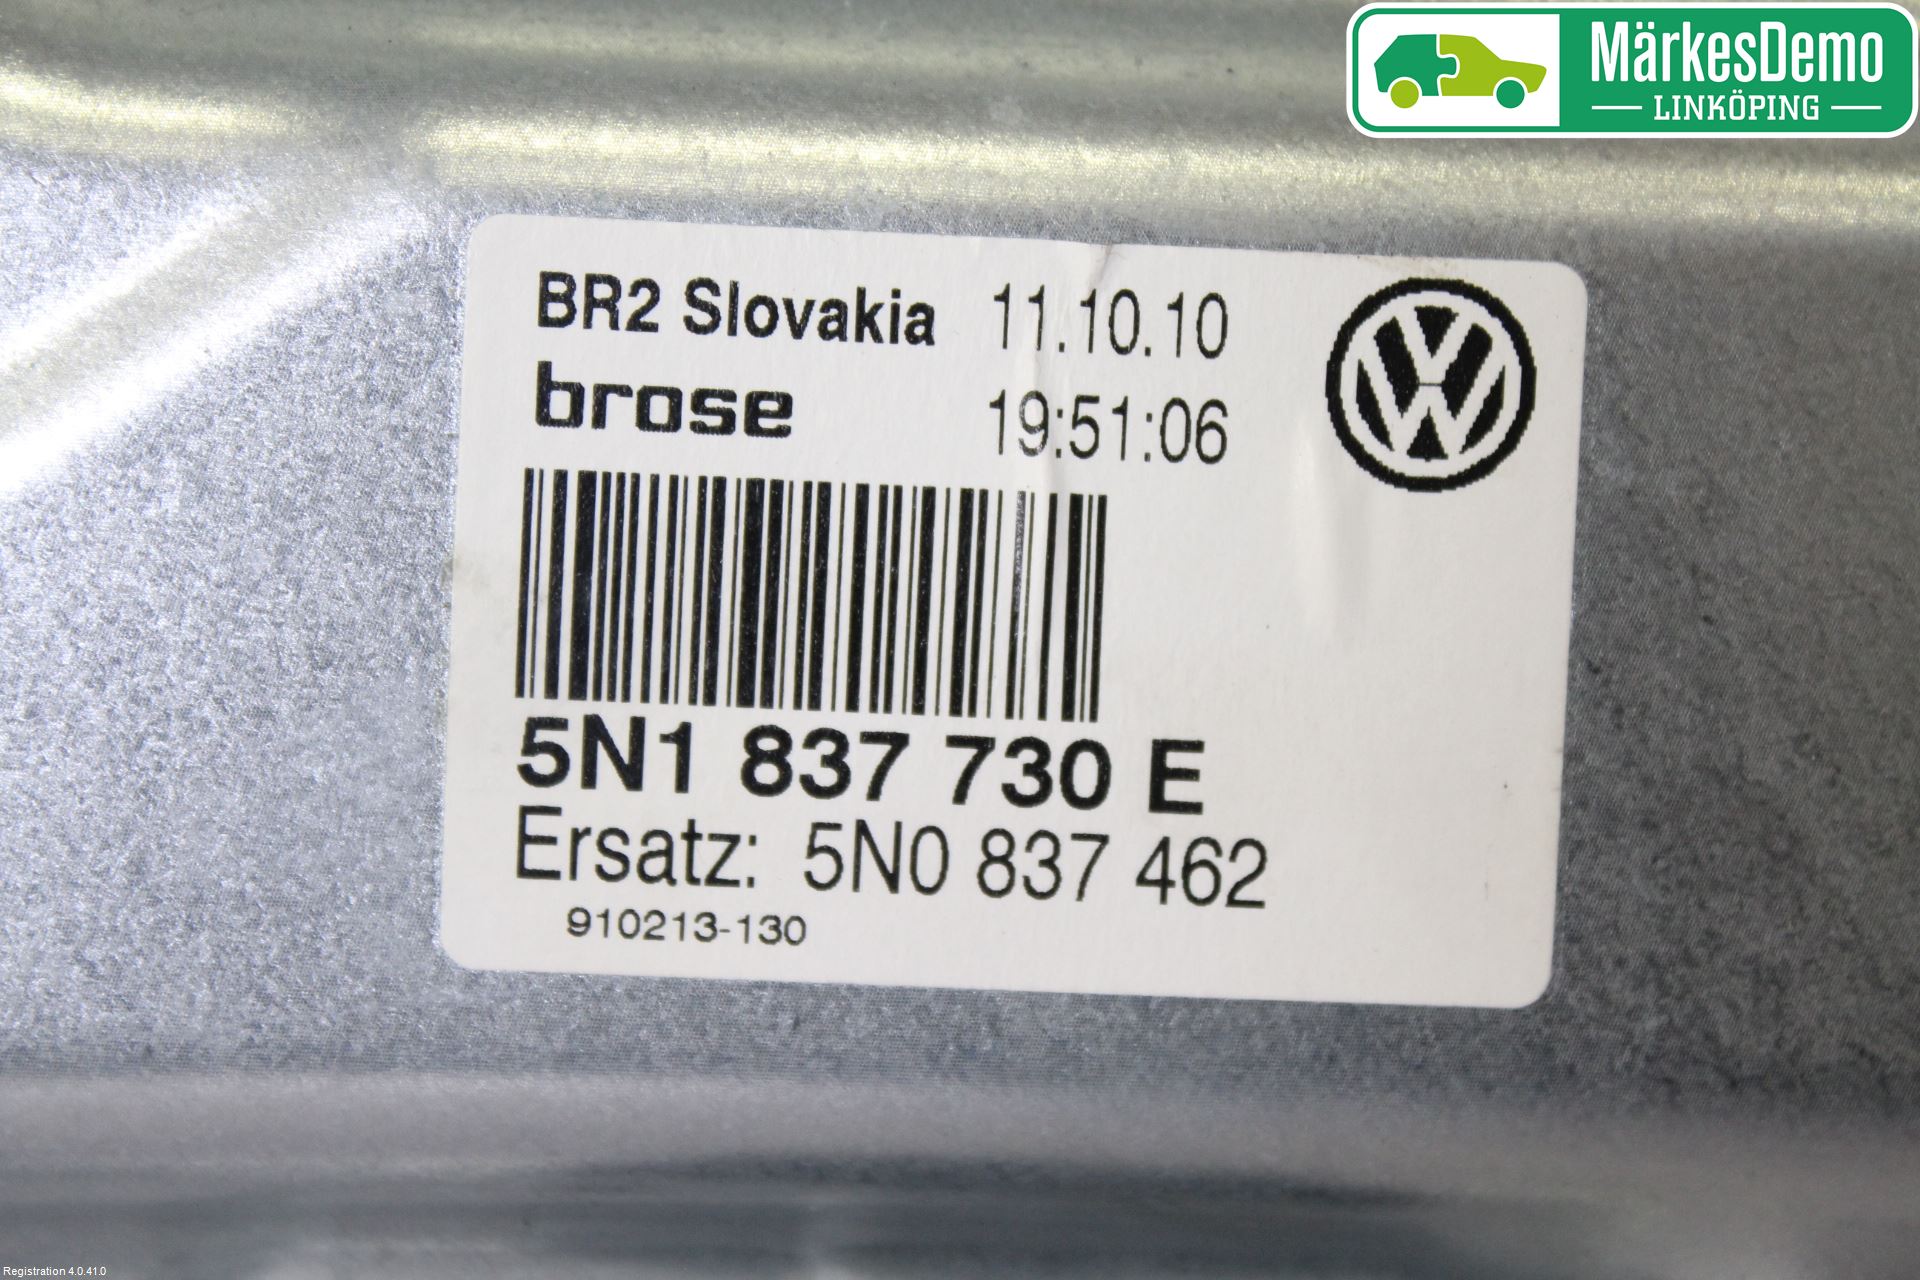 MärkesDemo
LINKÖPING
BR2 Slovakia 11.10.10
brose 19:51:06
5N1 837 730 E
Ersatz: 5N0 837 462
910213-130
Registration 4.0.41.0